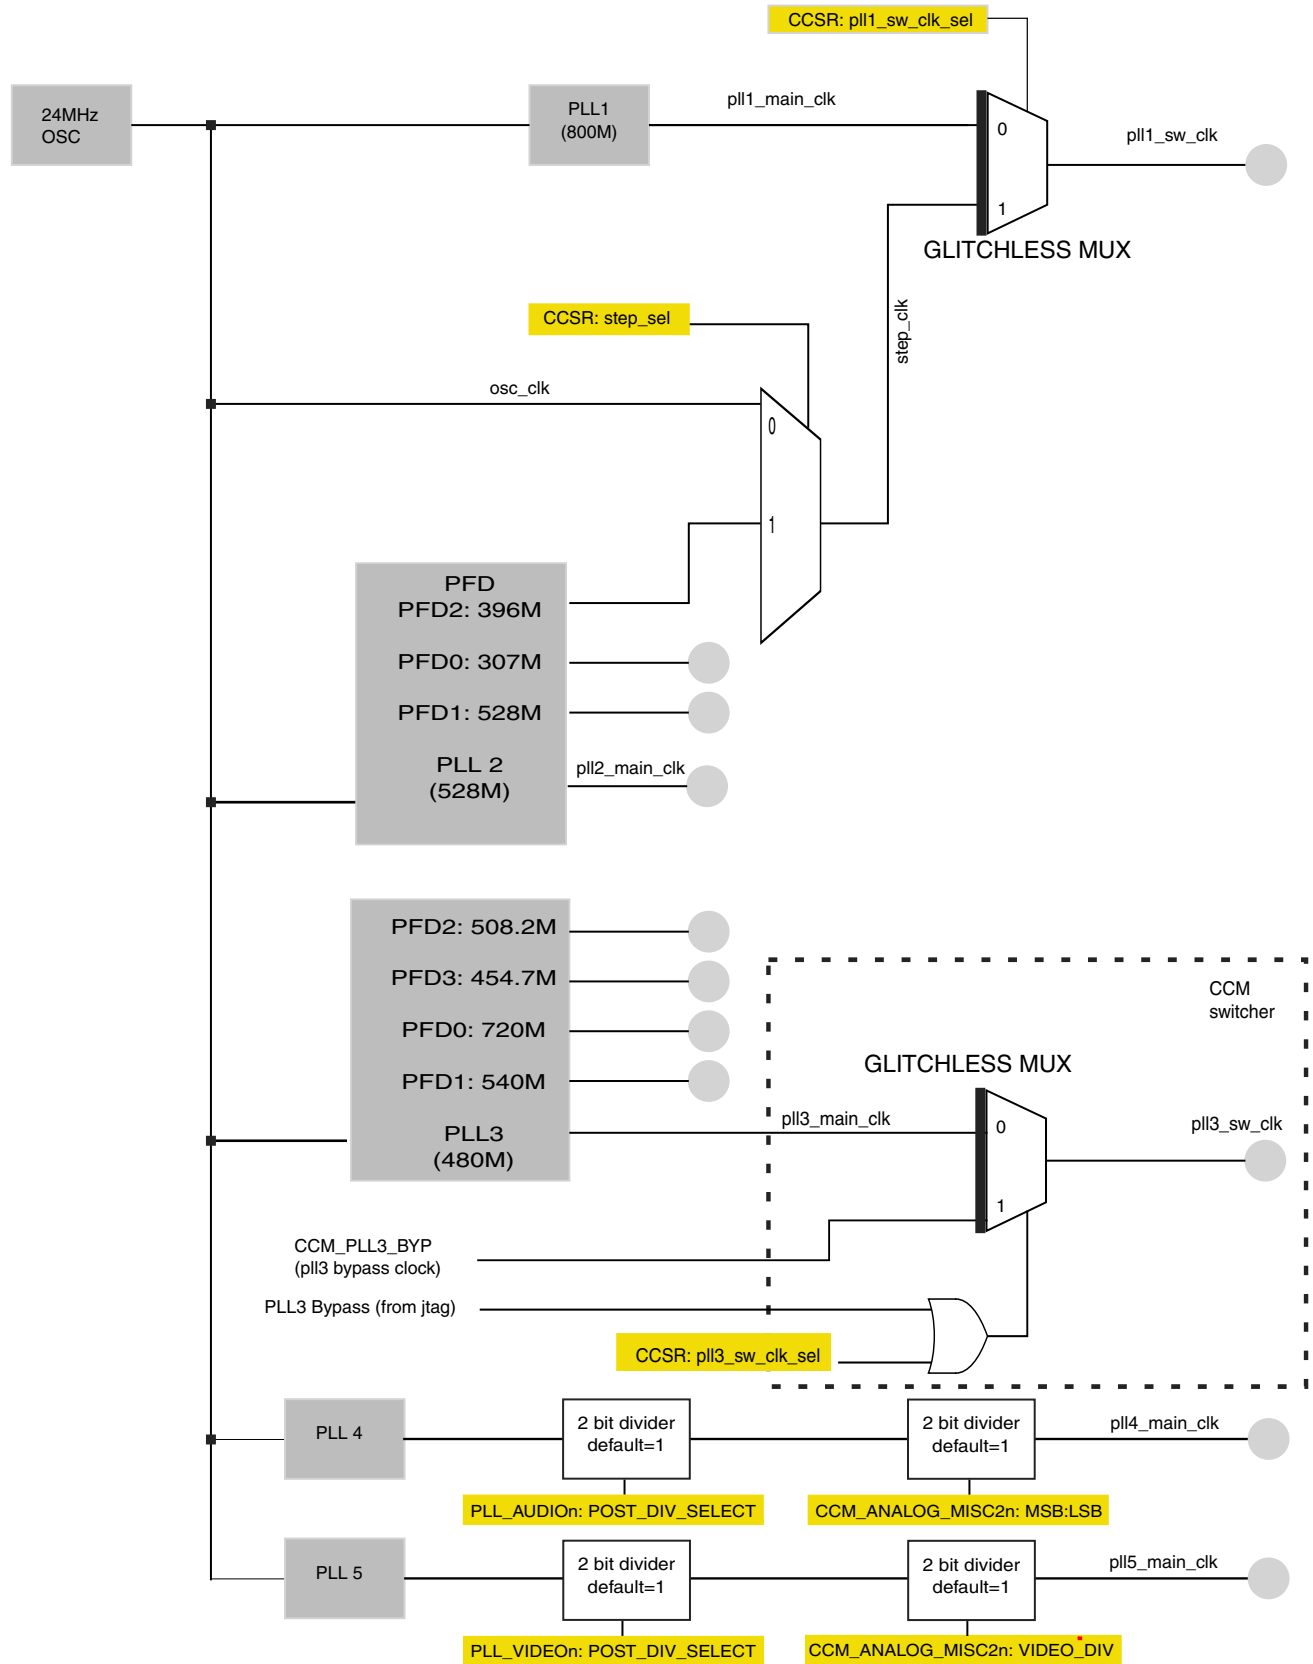 CCSR: pll1_sw_clk_sel
24MHz
OSC
PLL1
(800M)
pll1_main_clk
0
1
pll1_sw_clk
GLITCHLESS MUX
CCSR: step_sel
step_clk
osc_clk
0
1
PFD
PFD2: 396M
PFD0: 307M
PFD1: 528M
PLL 2
(528M)
pll2_main_clk
PFD2: 508.2M
PFD3: 454.7M
PFD0: 720M
PFD1: 540M
PLL3
(480M)
CCM
switcher
GLITCHLESS MUX
pll3_main_clk
0
1
pll3_sw_clk
CCM_PLL3_BYP
(pll3 bypass clock)
PLL3 Bypass (from jtag)
CCSR: pll3_sw_clk_sel
PLL 4
2 bit divider
default=1
2 bit divider
default=1
pll4_main_clk
PLL_AUDIOn: POST_DIV_SELECT
CCM_ANALOG_MISC2n: MSB:LSB
PLL 5
2 bit divider
default=1
2 bit divider
default=1
pll5_main_clk
PLL_VIDEOn: POST_DIV_SELECT
CCM_ANALOG_MISC2n: VIDEO_DIV